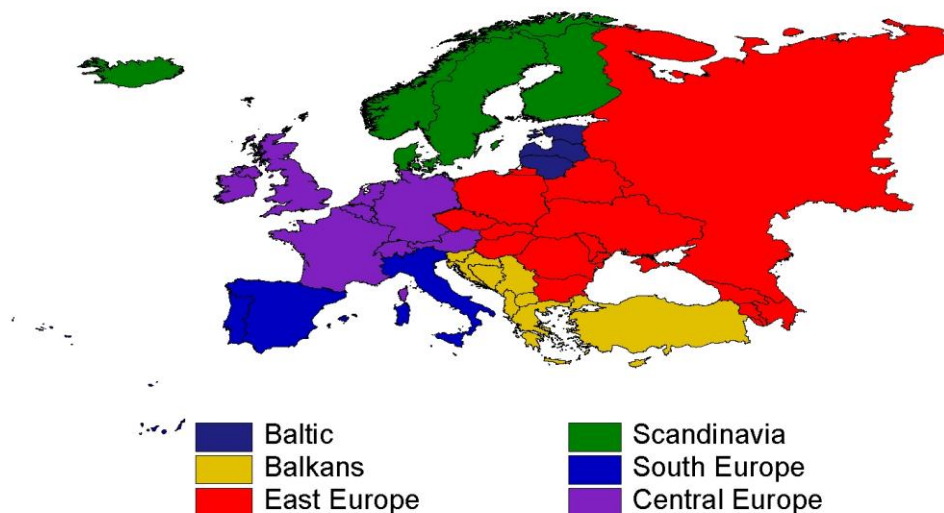 Baltic
Balkans
East Europe
Scandinavia
South Europe
Central Europe